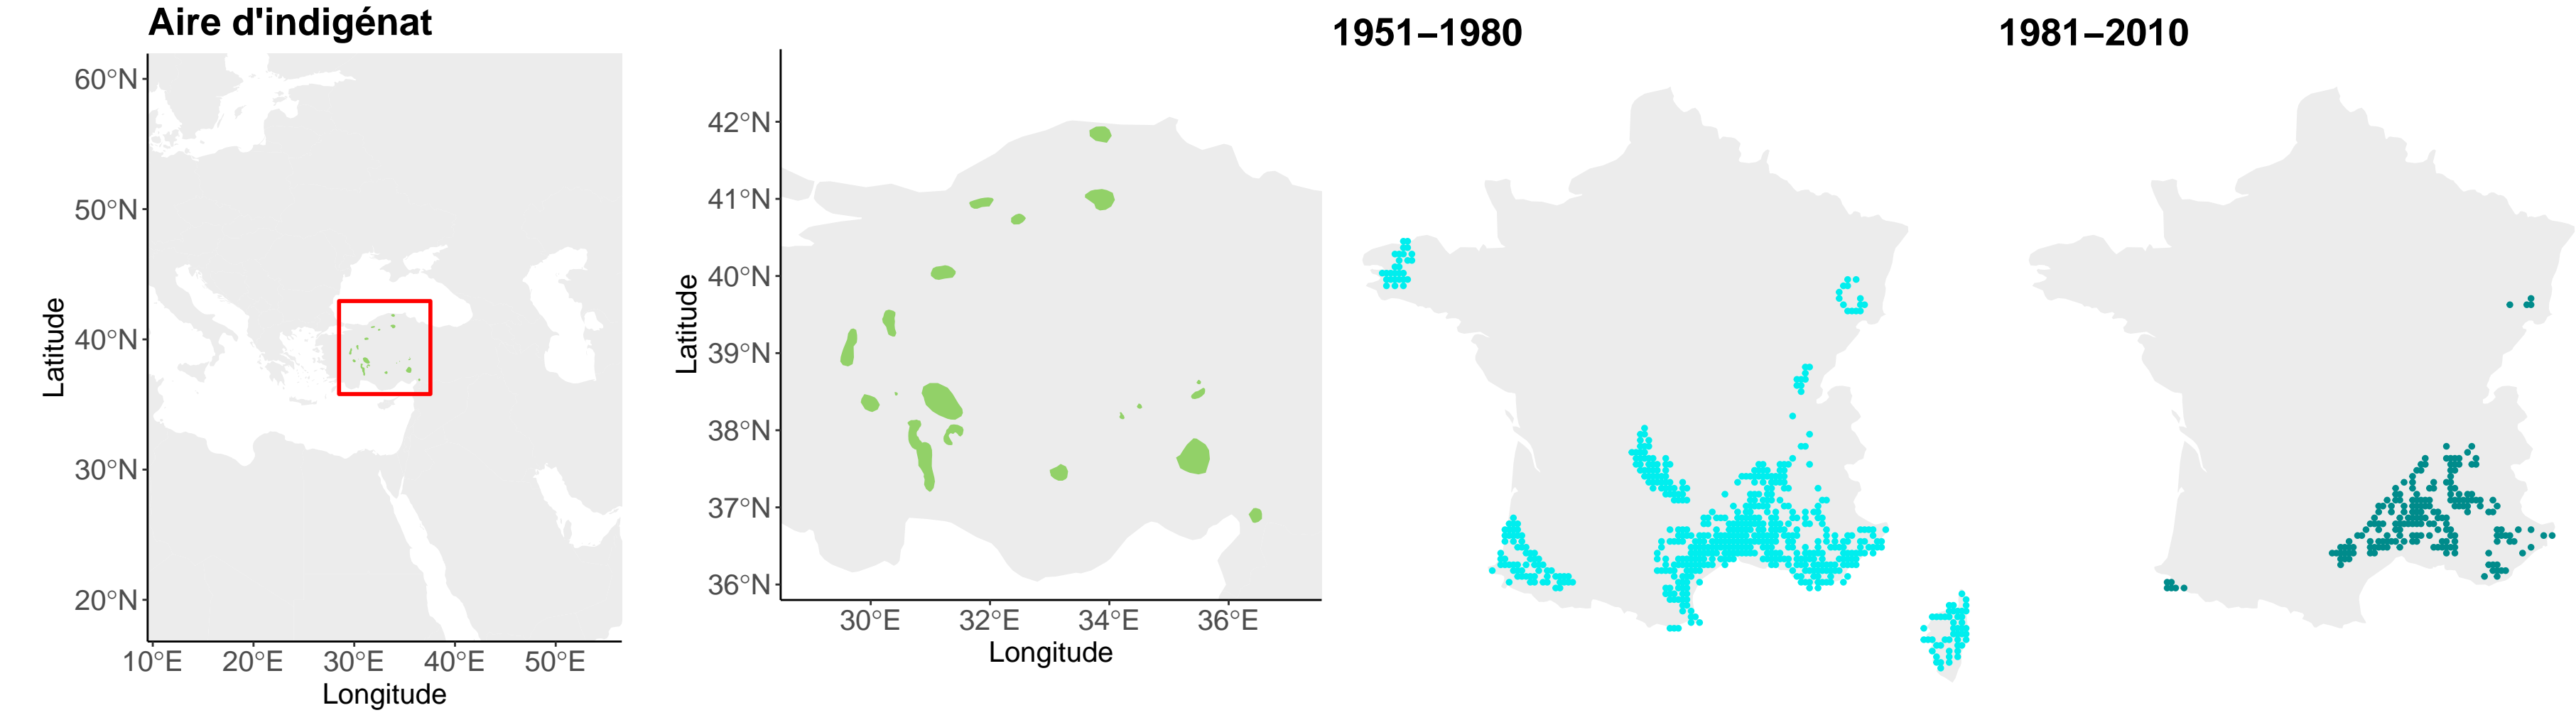 Aire d'indigénat
1951–1980
1981–2010
60°N
50°N
40°N
30°N
20°N
Latitude
10°E 20°E 30°E 40°E 50°E
Longitude
42°N
41°N
40°N
39°N
38°N
37°N
36°N
Latitude
30°E 32°E 34°E 36°E
Longitude